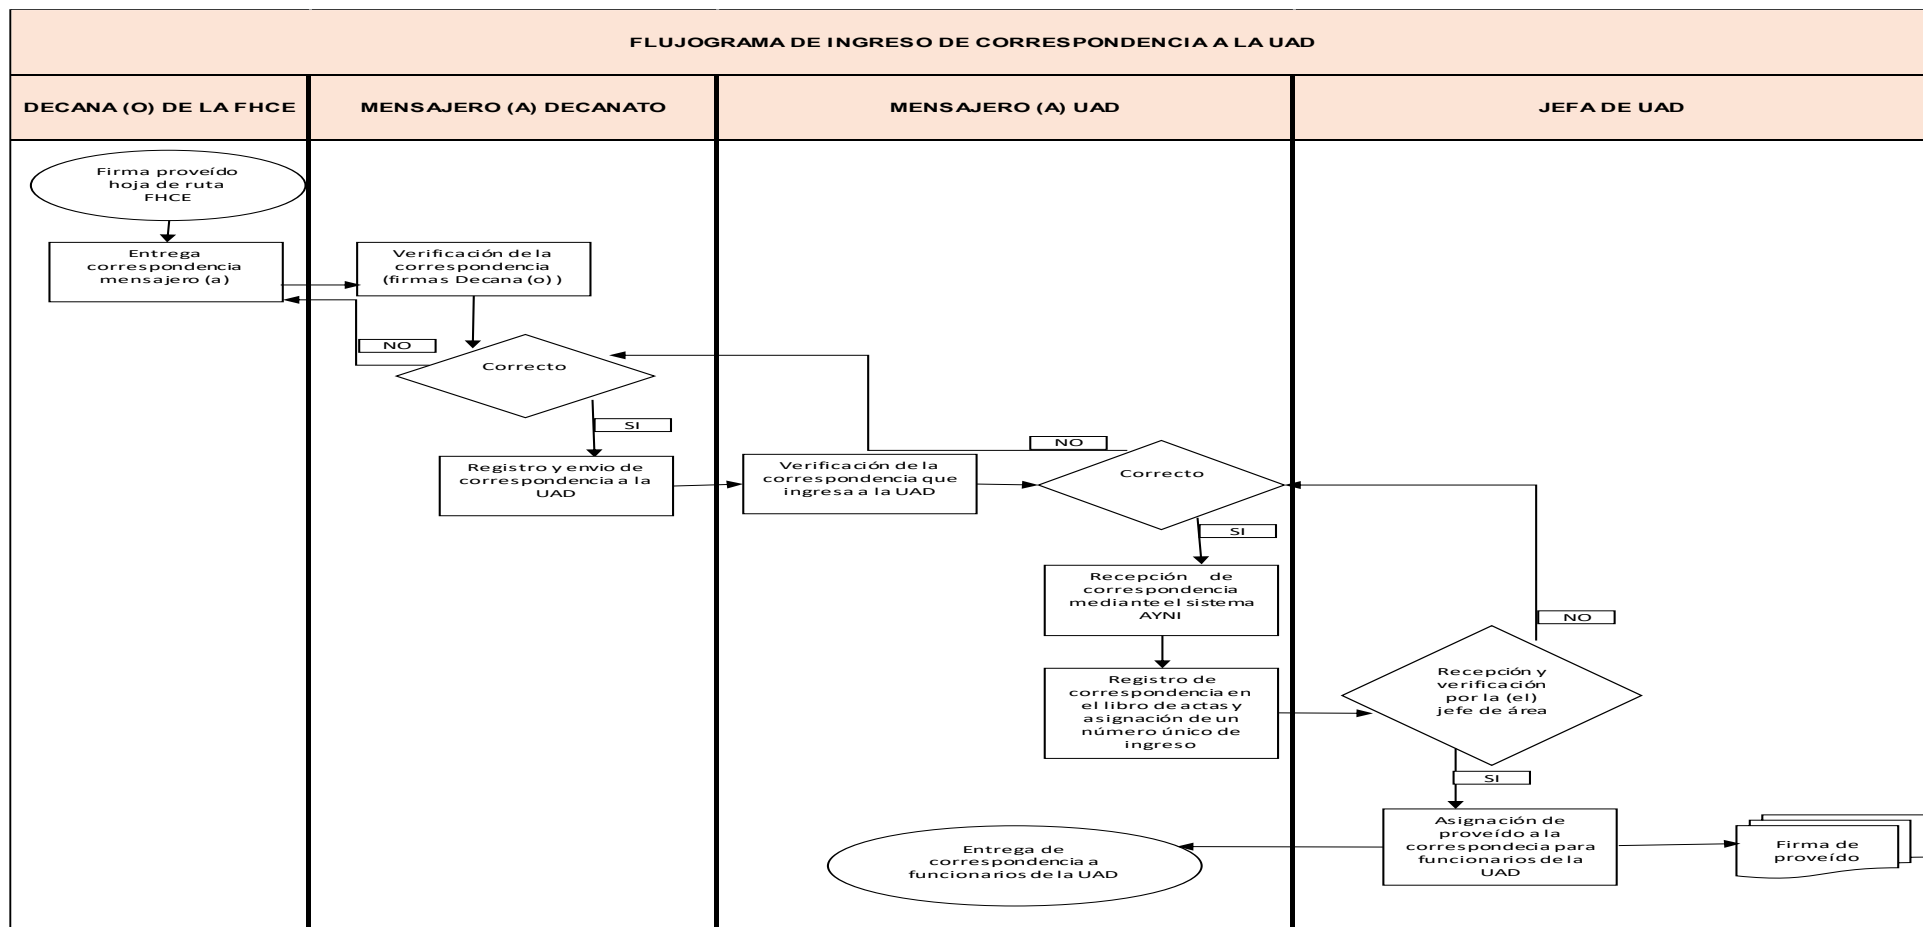 FLUJOGRAMA DE INGRESO DE CORRESPONDENCIA A LA UAD
DECANA (O) DE LA FHCE
MENSAJERO (A) DECANATO
MENSAJERO (A) UAD
JEFA DE UAD
Firma proveído
hoja de ruta
FHCE
Entrega
correspondencia
mensajero (a)
Verificación de la
correspondencia
(firmas Decana (o) )
NO
Correcto
SI
Registro y envio de
correspondencia a la
UAD
Verificación de la
correspondencia que
ingresa a la UAD
NO
Correcto
SI
Recepción de
correspondencia
mediante el sistema
AYNI
Registro de
correspondencia en
el libro de actas y
asignación de un
número único de
ingreso
NO
Recepción y
verificación
por la (el)
jefe de área
SI
Asignación de
proveído a la
correspondecia para
funcionarios de la
UAD
Firma de
proveído
Entrega de
correspondencia a
funcionarios de la UAD